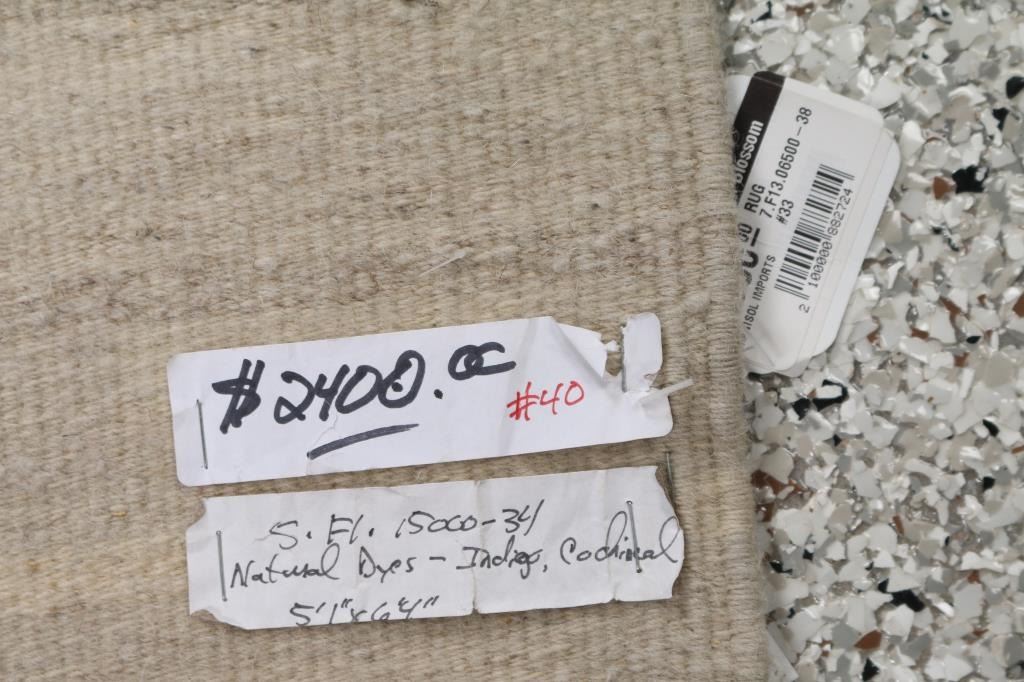 $2400.00
#40
S. Fl. 15000-34
Natural Dyes - Indigo, Cochineal
5'1" x 6'4"
Blossom
RUG
7.F13.06500-38
#33
IMPORTS
2 100000 882724